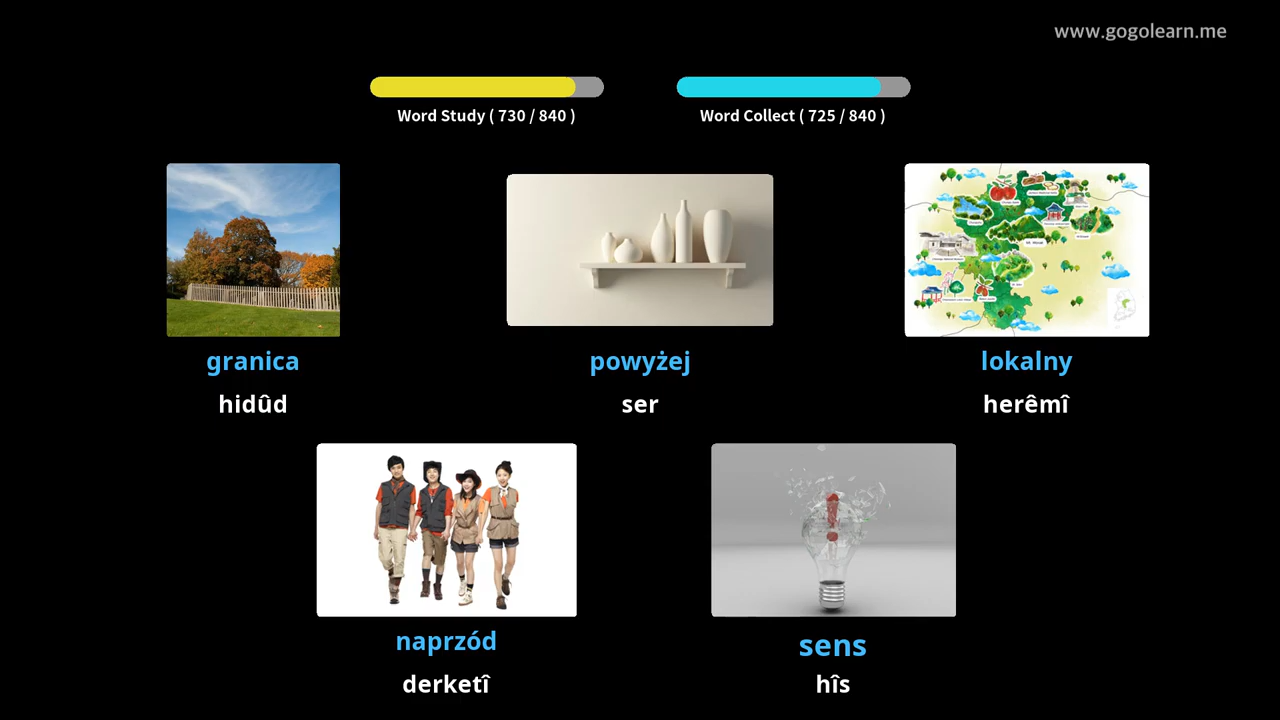 www.gogolearn.me
Word Study ( 730 / 840 )
Word Collect ( 725 / 840 )
granica
powyżej
lokalny
hidûd
ser
herêmî
naprzód
sens
derketî
hîs